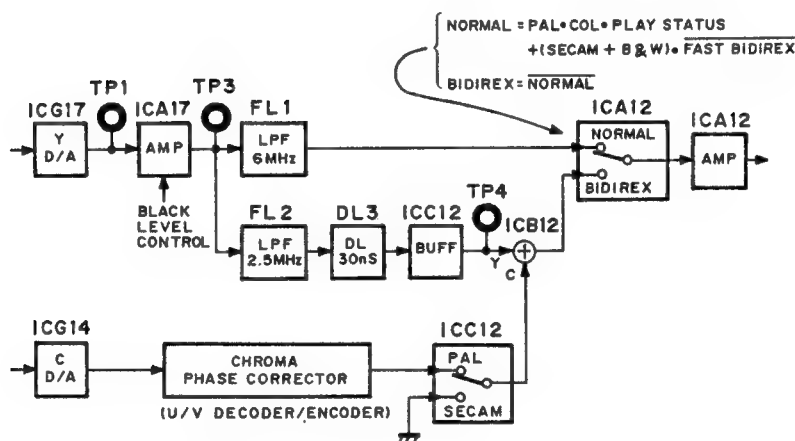 NORMAL = PAL•COL•PLAY STATUS
+(SECAM + B & W)• FAST BIDIREX
BIDIREX = NORMAL
ICG17
TP1
ICA17
TP3
FL1
ICA12
ICA12
Y
D/A
AMP
LPF
6MHz
NORMAL
BIDIREX
AMP
BLACK
LEVEL
CONTROL
FL2
DL3
ICC12
TP4
ICB12
LPF
2.5MHz
DL
30nS
BUFF
Y
+
C
ICG14
ICC12
C
D/A
CHROMA
PHASE CORRECTOR
(U/V DECODER/ENCODER)
PAL
SECAM